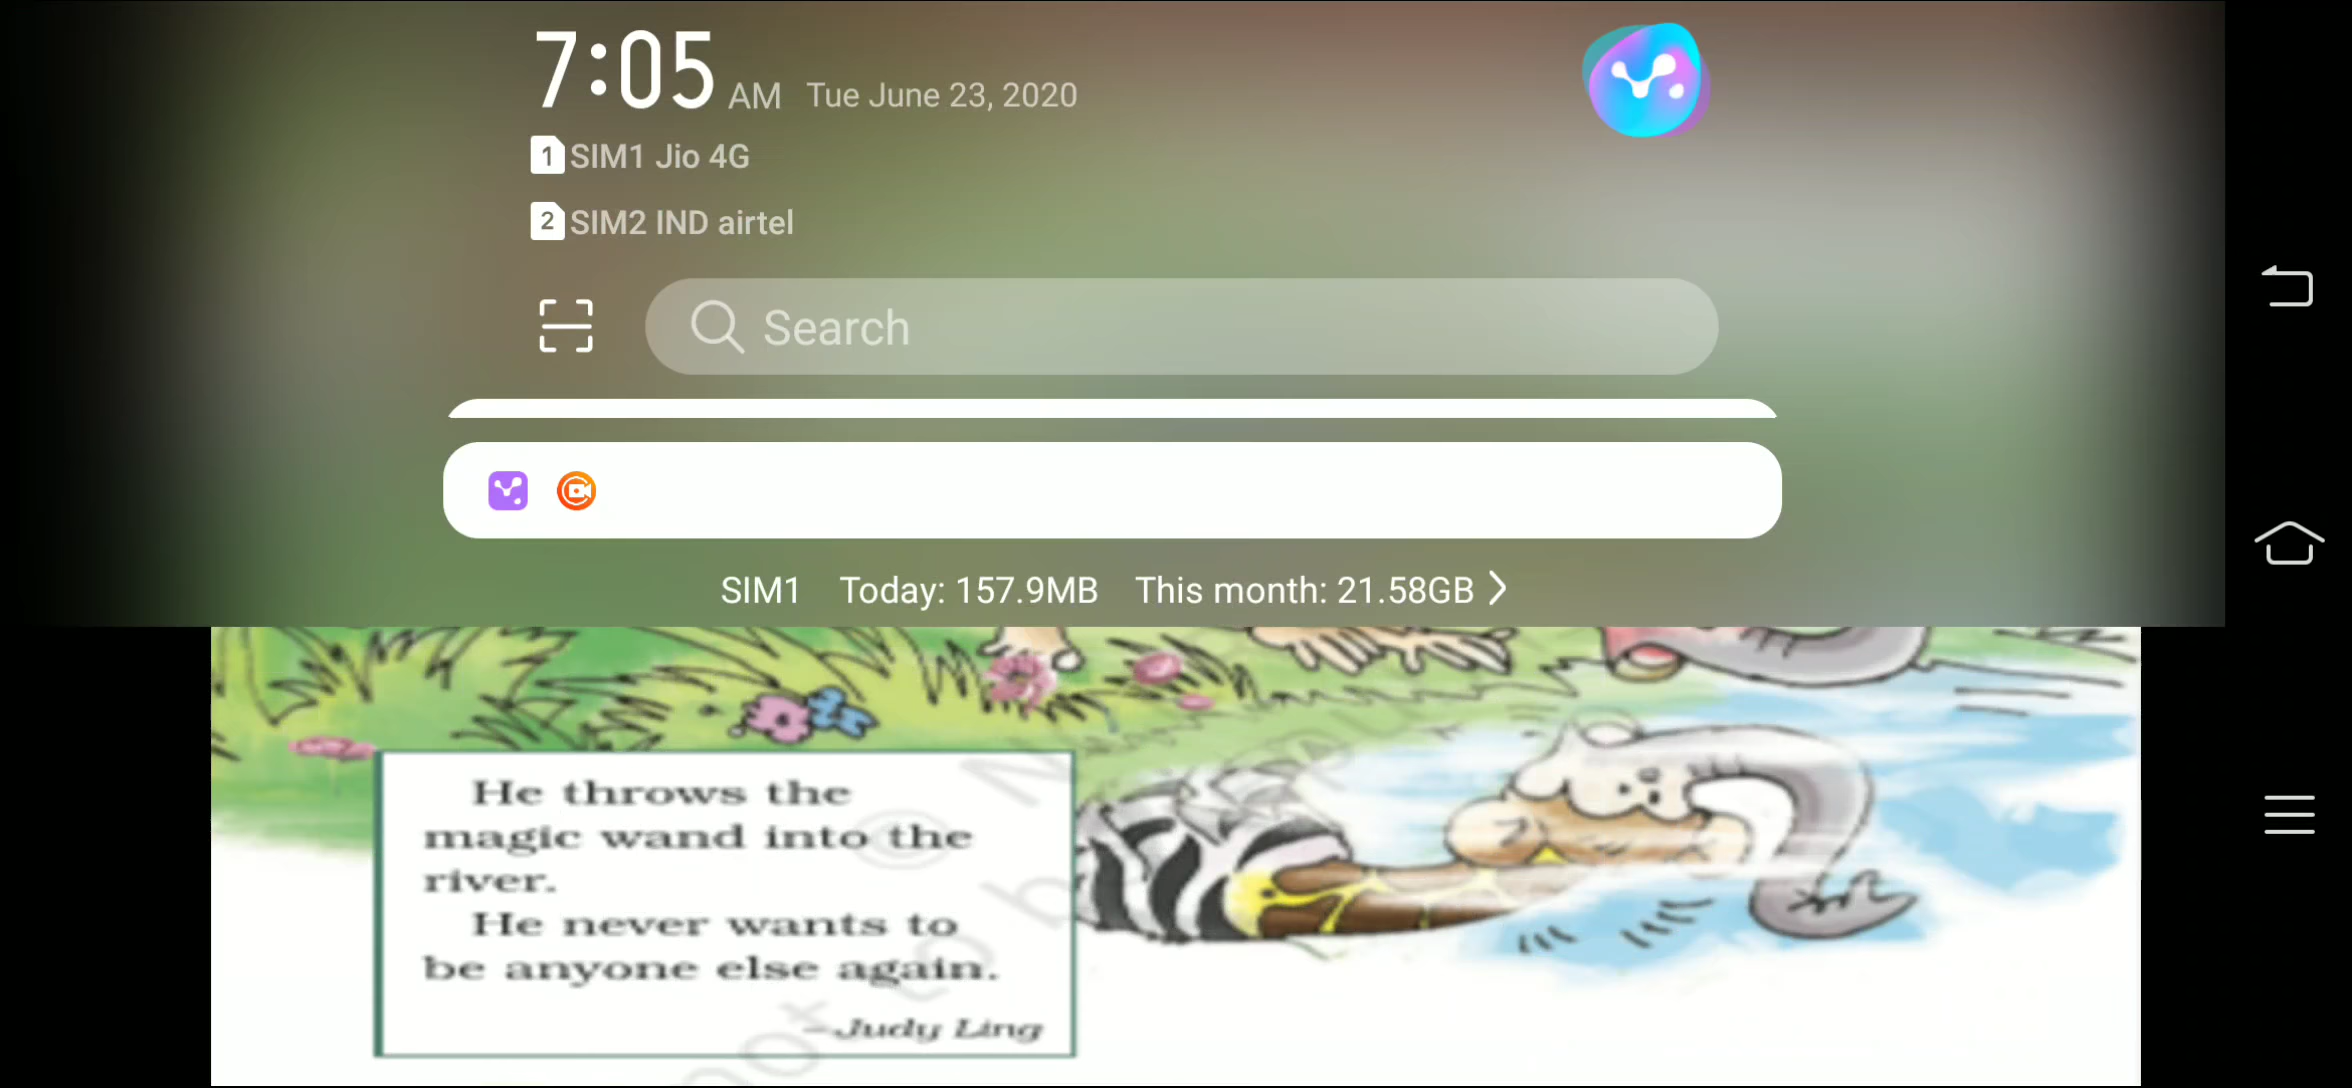 7:05 AM Tue June 23, 2020
1 SIM1 Jio 4G
2 SIM2 IND airtel
Search
SIM1 Today: 157.9MB This month: 21.58GB
He throws the
magic wand into the
river.
He never wants to
be anyone else again.
—Judy Ling